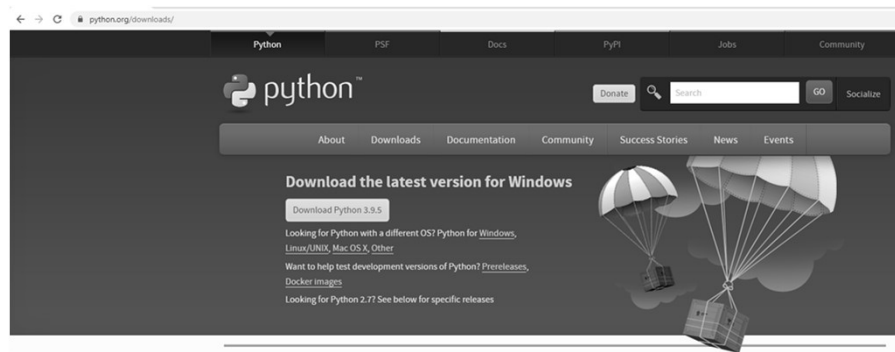 python.org/downloads/
Python PSF Docs PyPI Jobs Community
python™
Donate Search GO Socialize
About Downloads Documentation Community Success Stories News Events
Download the latest version for Windows
Download Python 3.9.5
Looking for Python with a different OS? Python for Windows,
Linux/UNIX, Mac OS X, Other
Want to help test development versions of Python? Prereleases,
Docker images
Looking for Python 2.7? See below for specific releases